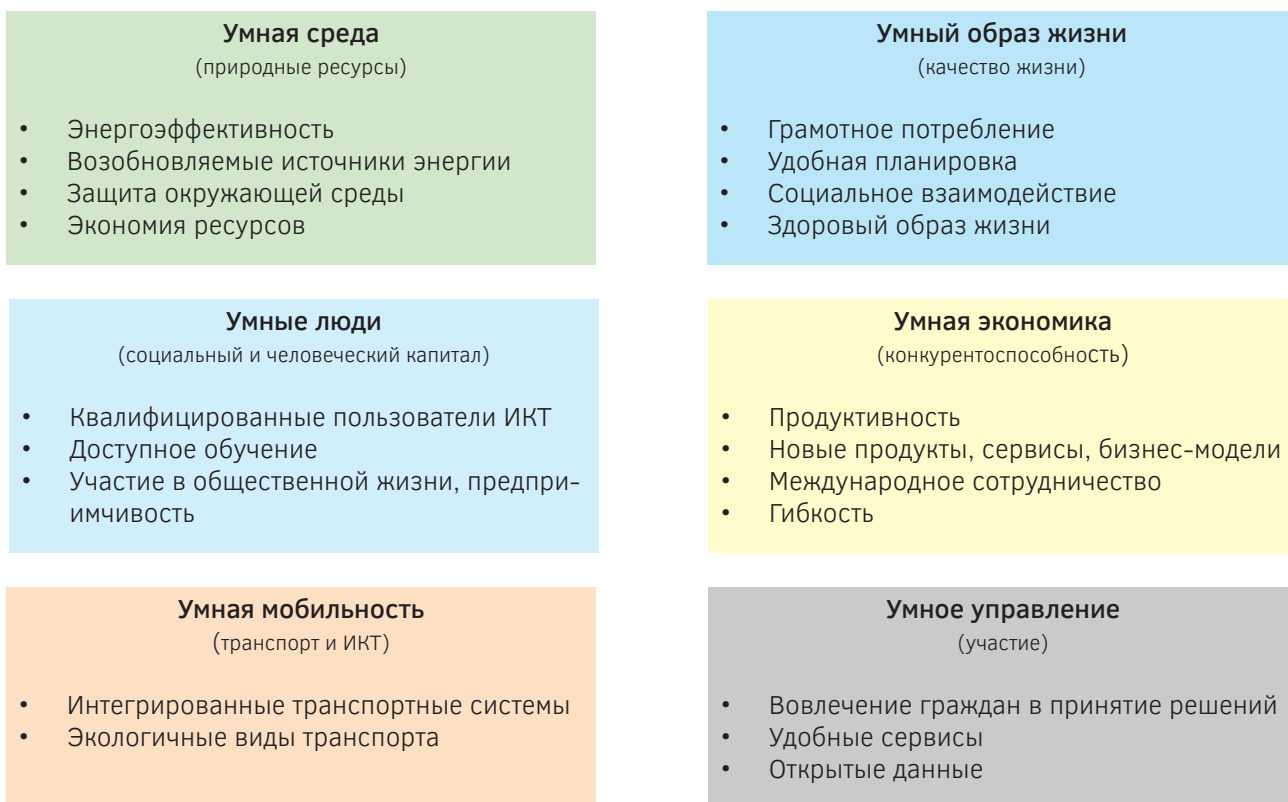 Умная среда
(природные ресурсы)
• Энергоэффективность
• Возобновляемые источники энергии
• Защита окружающей среды
• Экономия ресурсов
Умный образ жизни
(качество жизни)
• Грамотное потребление
• Удобная планировка
• Социальное взаимодействие
• Здоровый образ жизни
Умные люди
(социальный и человеческий капитал)
• Квалифицированные пользователи ИКТ
• Доступное обучение
• Участие в общественной жизни, предпри-
имчивость
Умная экономика
(конкурентоспособность)
• Продуктивность
• Новые продукты, сервисы, бизнес-модели
• Международное сотрудничество
• Гибкость
Умная мобильность
(транспорт и ИКТ)
• Интегрированные транспортные системы
• Экологичные виды транспорта
Умное управление
(участие)
• Вовлечение граждан в принятие решений
• Удобные сервисы
• Открытые данные